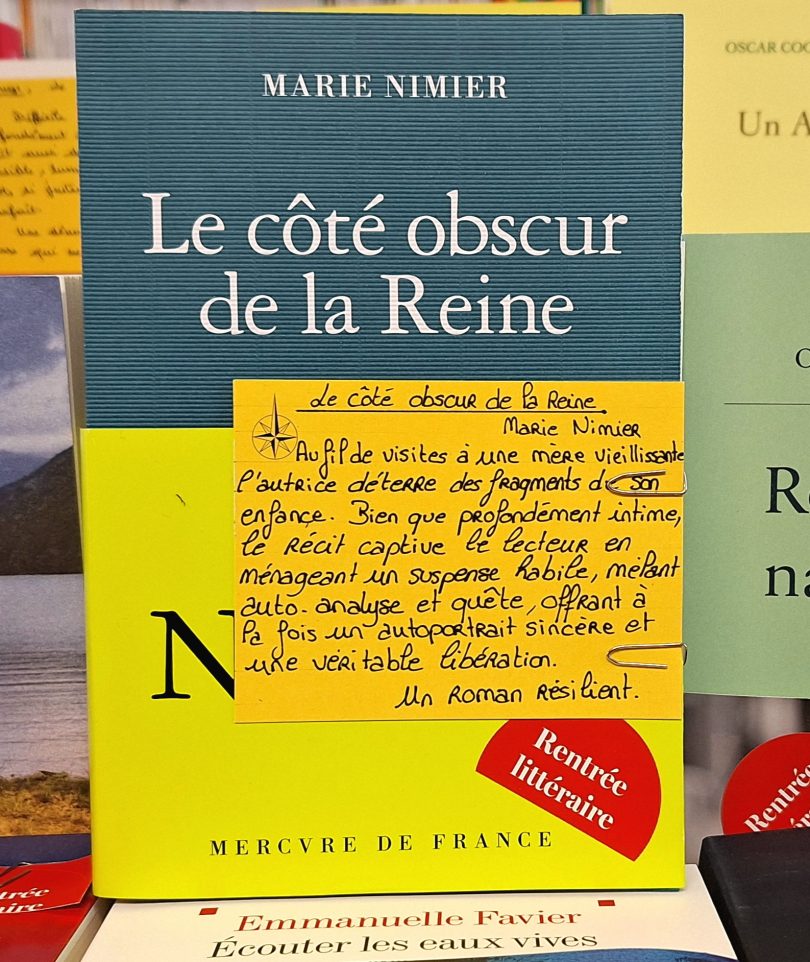 MARIE NIMIER
Le côté obscur
de la Reine
Le côté obscur de la Reine.
Marie Nimier
Au fil de visites à une mère vieillissante
l'autrice déterre des fragments de son
enfance. Bien que profondément intime,
le récit captive le lecteur en
ménageant un suspense habile, mêlant
auto-analyse et quête, offrant à
la fois un autoportrait sincère et
une véritable libération.
Un roman résilient.
Rentrée
littéraire
MERCVRE DE FRANCE
Emmanuelle Favier
Écouter les eaux vives
OSCAR
Un
Rentrée